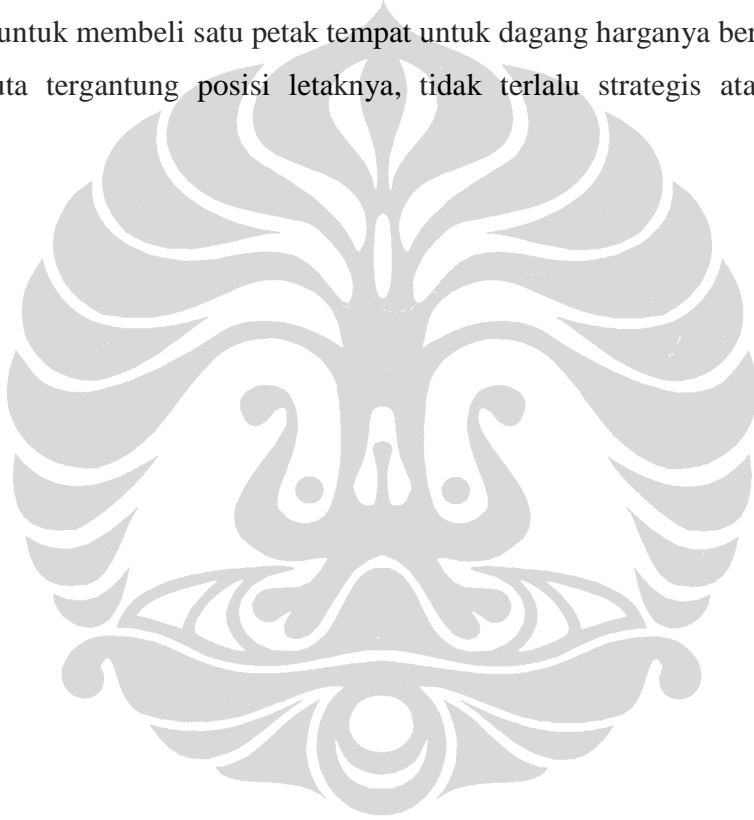 untuk membeli satu petak tempat untuk dagang harganya ber
uta tergantung posisi letaknya, tidak terlalu strategis ata